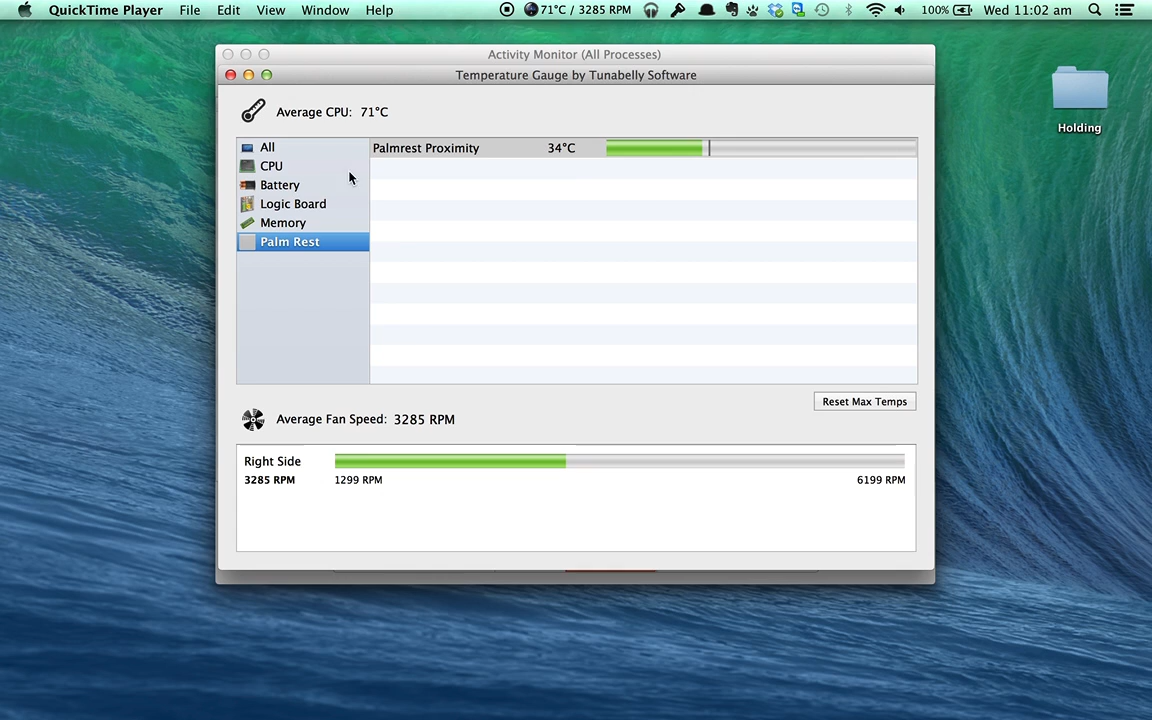 QuickTime Player File Edit View Window Help 71°C / 3285 RPM 100% Wed 11:02 am
Activity Monitor (All Processes)
Temperature Gauge by Tunabelly Software
Holding
Average CPU: 71°C
All
CPU
Battery
Logic Board
Memory
Palm Rest
Palmrest Proximity 34°C
Reset Max Temps
Average Fan Speed: 3285 RPM
Right Side
3285 RPM 1299 RPM 6199 RPM